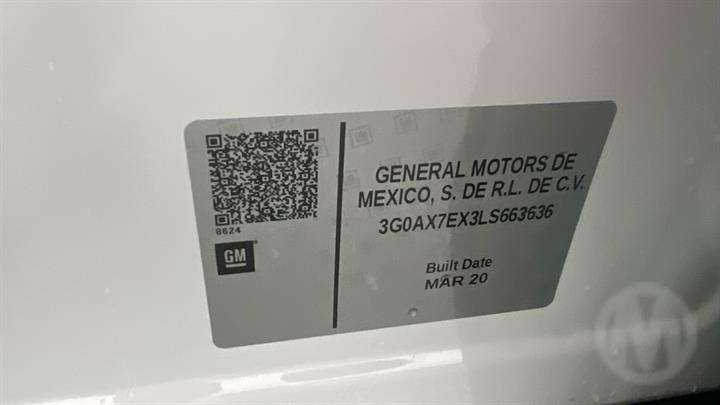 GENERAL MOTORS DE
MEXICO, S. DE R.L. DE C.V.
3G0AX7EX3LS663636
8624
GM
Built Date
MAR 20
M